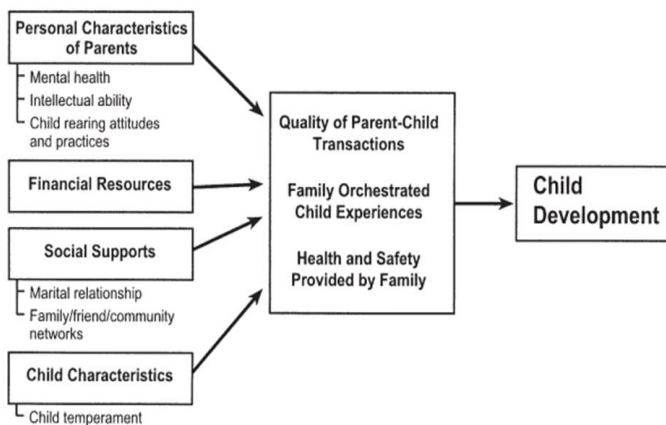 Personal Characteristics
of Parents
Mental health
Intellectual ability
Child rearing attitudes
and practices
Financial Resources
Social Supports
Marital relationship
Family/friend/community
networks
Child Characteristics
Child temperament
Quality of Parent-Child
Transactions
Family Orchestrated
Child Experiences
Health and Safety
Provided by Family
Child
Development